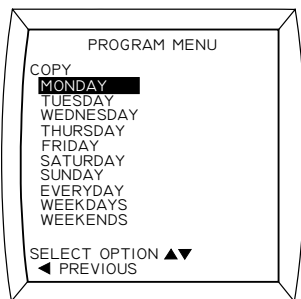 PROGRAM MENU
COPY
MONDAY
TUESDAY
WEDNESDAY
THURSDAY
FRIDAY
SATURDAY
SUNDAY
EVERYDAY
WEEKDAYS
WEEKENDS
SELECT OPTION ▲▼
◀ PREVIOUS